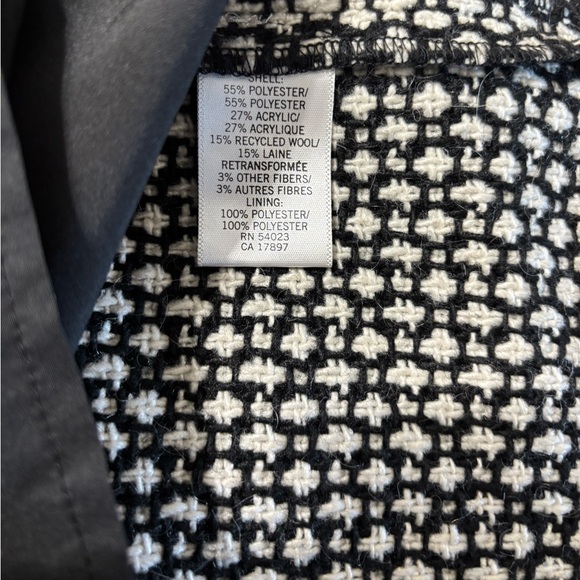 SHELL:
55% POLYESTER/
55% POLYESTER
27% ACRYLIC/
27% ACRYLIQUE
15% RECYCLED WOOL/
15% LAINE
RETRANSFORMÉE
3% OTHER FIBERS/
3% AUTRES FIBRES
LINING:
100% POLYESTER/
100% POLYESTER
RN 54023
CA 17897